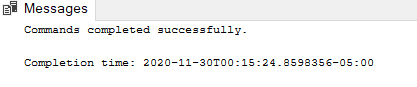 Messages
Commands completed successfully.
Completion time: 2020-11-30T00:15:24.8598356-05:00